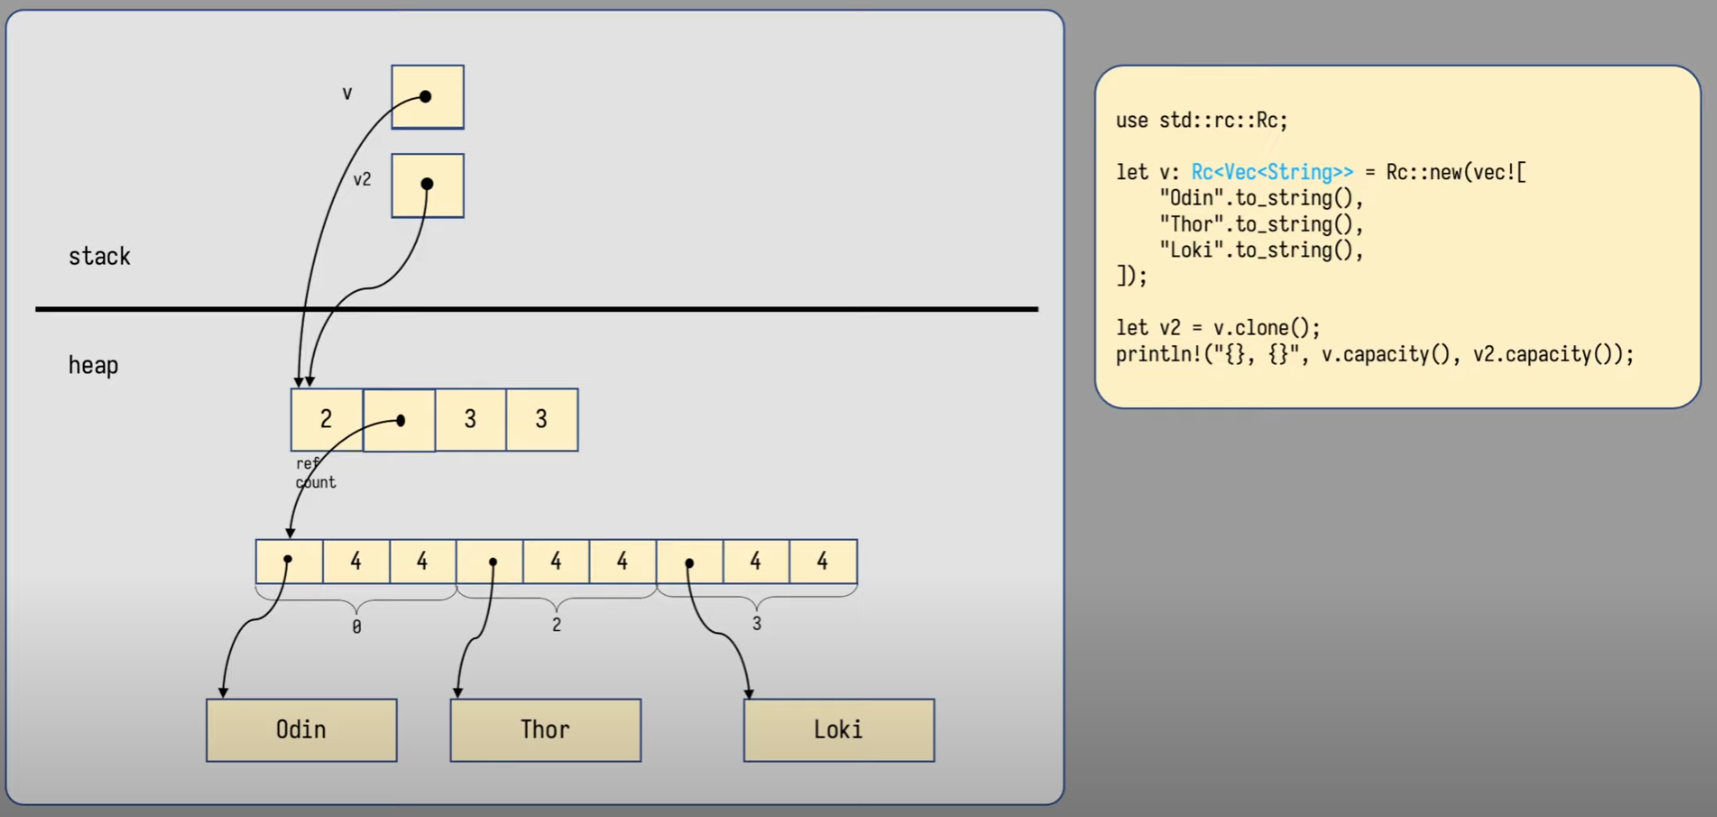 v
v2
stack
heap
2 3 3
ref
count
4 4 4 4 4 4
0 2 3
Odin Thor Loki
use std::rc::Rc;
let v: Rc<Vec<String>> = Rc::new(vec![
    "Odin".to_string(),
    "Thor".to_string(),
    "Loki".to_string(),
]);
let v2 = v.clone();
println!("{}, {}", v.capacity(), v2.capacity());